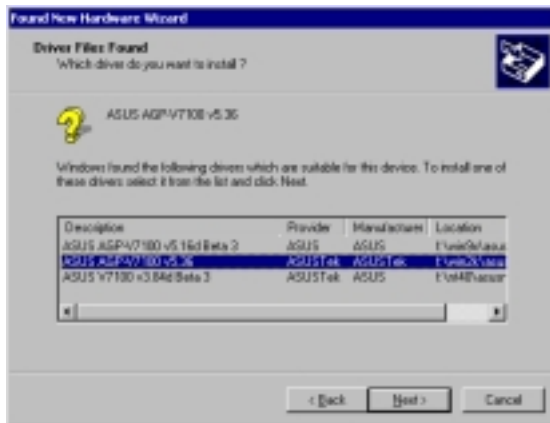 Found New Hardware Wizard
Driver Files Found
Which driver do you want to install ?
ASUS AGP-V7100 v5.36
Windows found the following drivers which are suitable for this device. To install one of
these drivers select it from the list and click Next.
Description Provider Manufacturer Location
ASUS AGP-V7100 v5.16d Beta 3 ASUS ASUS
ASUS AGP-V7100 v5.36 ASUSTek ASUSTek
ASUS V7100 v3.84d Beta 3 ASUSTek ASUS
< Back Next > Cancel